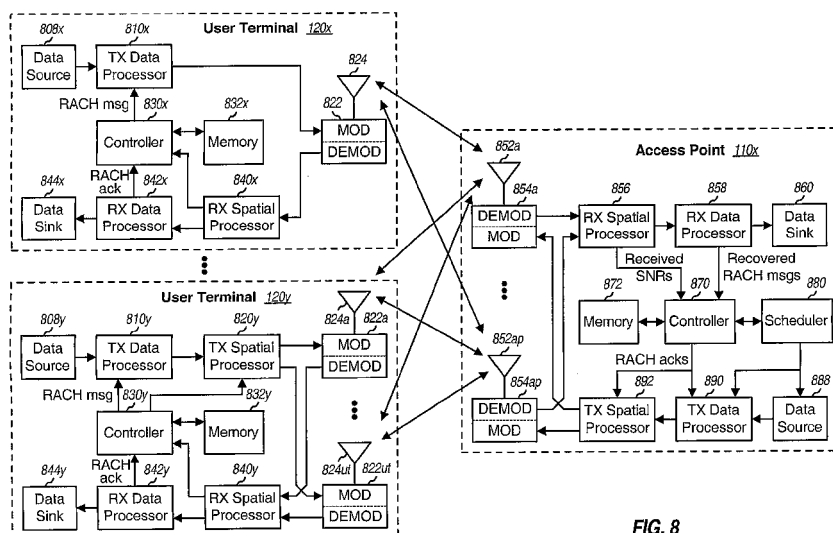 User Terminal 120x
808x
Data Source
810x
TX Data Processor
RACH msg
830x
Controller
832x
Memory
824
822
MOD
DEMOD
RACH ack
844x
Data Sink
842x
RX Data Processor
840x
RX Spatial Processor
User Terminal 120y
808y
Data Source
810y
TX Data Processor
820y
TX Spatial Processor
824a
822a
MOD
DEMOD
RACH msg
830y
Controller
832y
Memory
RACH ack
844y
Data Sink
842y
RX Data Processor
840y
RX Spatial Processor
824ut
822ut
MOD
DEMOD
Access Point 110x
852a
854a
DEMOD
MOD
856
RX Spatial Processor
858
RX Data Processor
860
Data Sink
Received SNRs
Recovered RACH msgs
872
Memory
870
Controller
880
Scheduler
RACH acks
852ap
854ap
DEMOD
MOD
892
TX Spatial Processor
890
TX Data Processor
888
Data Source
FIG. 8